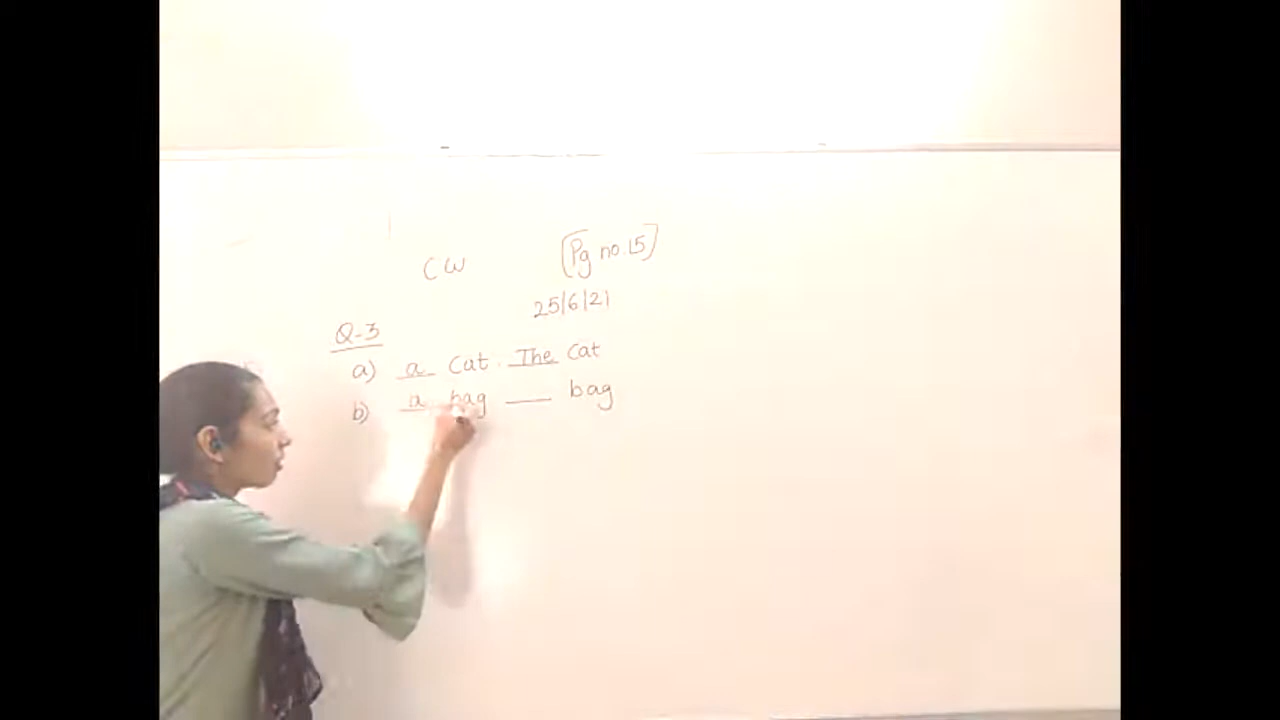 CW [Pg no.15]
25/6/21
Q-3
a) a Cat. The Cat
b) a bag ___ bag